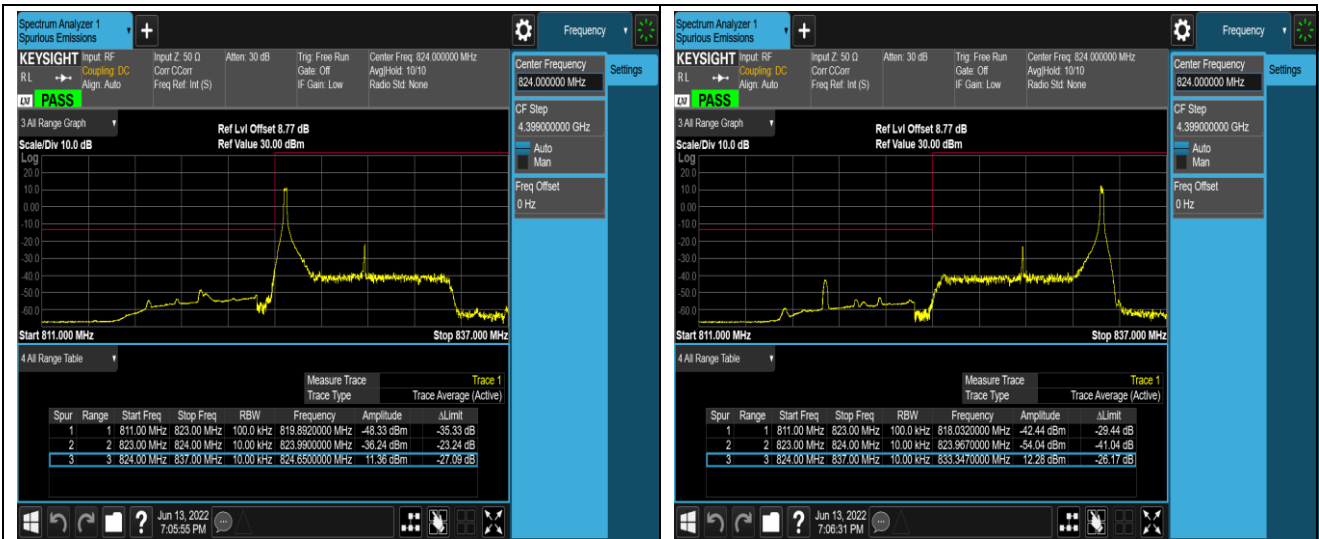 Spectrum Analyzer 1
Spurious Emissions
Frequency
KEYSIGHT Input: RF
Coupling: DC
Align: Auto
Input Z: 50 Ω
Corr CCorr
Freq Ref: Int (S)
Atten: 30 dB
Trig: Free Run
Gate: Off
IF Gain: Low
Center Freq: 824.000000 MHz
Avg|Hold: 10/10
Radio Std: None
R L
LXI PASS
Center Frequency
824.000000 MHz
Settings
CF Step
4.399000000 GHz
Auto
Man
Freq Offset
0 Hz
3 All Range Graph
Ref Lvl Offset 8.77 dB
Scale/Div 10.0 dB
Ref Value 30.00 dBm
Log
20.0
10.0
0.00
-10.0
-20.0
-30.0
-40.0
-50.0
-60.0
Start 811.000 MHz
Stop 837.000 MHz
4 All Range Table
Measure Trace Trace 1
Trace Type Trace Average (Active)
Spur Range Start Freq Stop Freq RBW Frequency Amplitude ΔLimit
1 1 811.00 MHz 823.00 MHz 100.0 kHz 819.8920000 MHz -48.33 dBm -35.33 dB
2 2 823.00 MHz 824.00 MHz 10.00 kHz 823.9900000 MHz -36.24 dBm -23.24 dB
3 3 824.00 MHz 837.00 MHz 10.00 kHz 824.6500000 MHz 11.36 dBm -27.09 dB
Jun 13, 2022
7:05:55 PM
Spectrum Analyzer 1
Spurious Emissions
Frequency
KEYSIGHT Input: RF
Coupling: DC
Align: Auto
Input Z: 50 Ω
Corr CCorr
Freq Ref: Int (S)
Atten: 30 dB
Trig: Free Run
Gate: Off
IF Gain: Low
Center Freq: 824.000000 MHz
Avg|Hold: 10/10
Radio Std: None
R L
LXI PASS
Center Frequency
824.000000 MHz
Settings
CF Step
4.399000000 GHz
Auto
Man
Freq Offset
0 Hz
3 All Range Graph
Ref Lvl Offset 8.77 dB
Scale/Div 10.0 dB
Ref Value 30.00 dBm
Log
20.0
10.0
0.00
-10.0
-20.0
-30.0
-40.0
-50.0
-60.0
Start 811.000 MHz
Stop 837.000 MHz
4 All Range Table
Measure Trace Trace 1
Trace Type Trace Average (Active)
Spur Range Start Freq Stop Freq RBW Frequency Amplitude ΔLimit
1 1 811.00 MHz 823.00 MHz 100.0 kHz 818.0320000 MHz -42.44 dBm -29.44 dB
2 2 823.00 MHz 824.00 MHz 10.00 kHz 823.9670000 MHz -54.04 dBm -41.04 dB
3 3 824.00 MHz 837.00 MHz 10.00 kHz 833.3470000 MHz 12.28 dBm -26.17 dB
Jun 13, 2022
7:06:31 PM